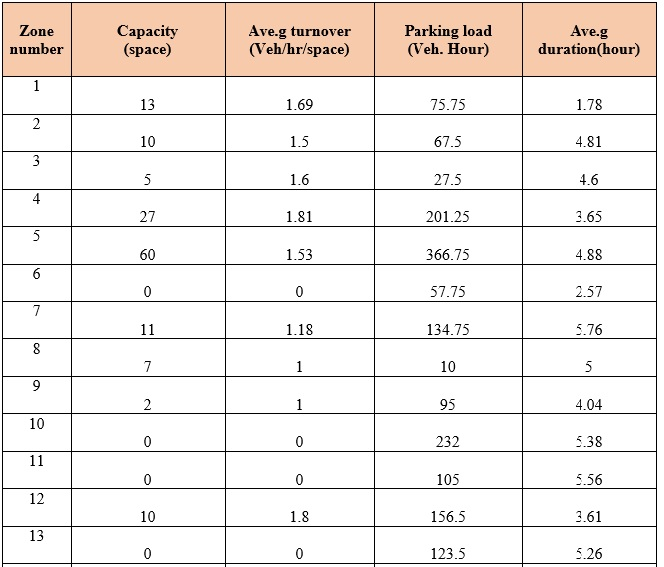 Zone number Capacity (space) Ave.g turnover (Veh/hr/space) Parking load (Veh. Hour) Ave.g duration(hour)
1 13 1.69 75.75 1.78
2 10 1.5 67.5 4.81
3 5 1.6 27.5 4.6
4 27 1.81 201.25 3.65
5 60 1.53 366.75 4.88
6 0 0 57.75 2.57
7 11 1.18 134.75 5.76
8 7 1 10 5
9 2 1 95 4.04
10 0 0 232 5.38
11 0 0 105 5.56
12 10 1.8 156.5 3.61
13 0 0 123.5 5.26